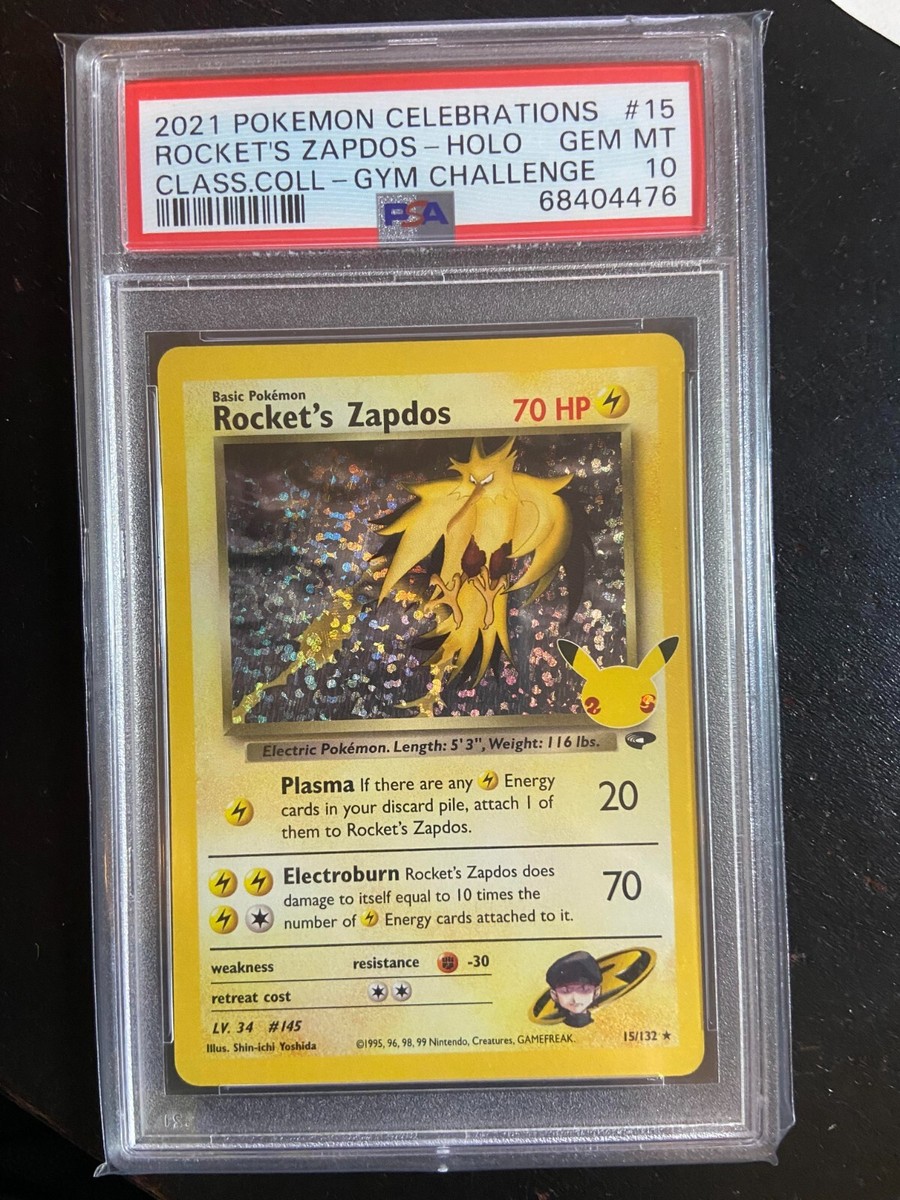 2021 POKEMON CELEBRATIONS #15
ROCKET'S ZAPDOS - HOLO GEM MT
CLASS.COLL - GYM CHALLENGE 10
68404476
PSA
Basic Pokémon
Rocket's Zapdos 70 HP
Electric Pokémon. Length: 5'3", Weight: 116 lbs.
Plasma If there are any Energy
cards in your discard pile, attach 1 of
them to Rocket's Zapdos.
20
Electroburn Rocket's Zapdos does
damage to itself equal to 10 times the
number of Energy cards attached to it.
70
weakness resistance -30
retreat cost
LV. 34 #145
Illus. Shin-ichi Yoshida
©1995, 96, 98, 99 Nintendo, Creatures, GAMEFREAK.
15/132 ★